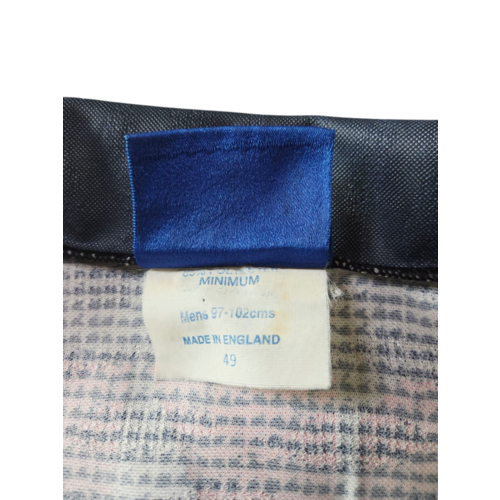 MINIMUM
Mens 97-102cms
MADE IN ENGLAND
49